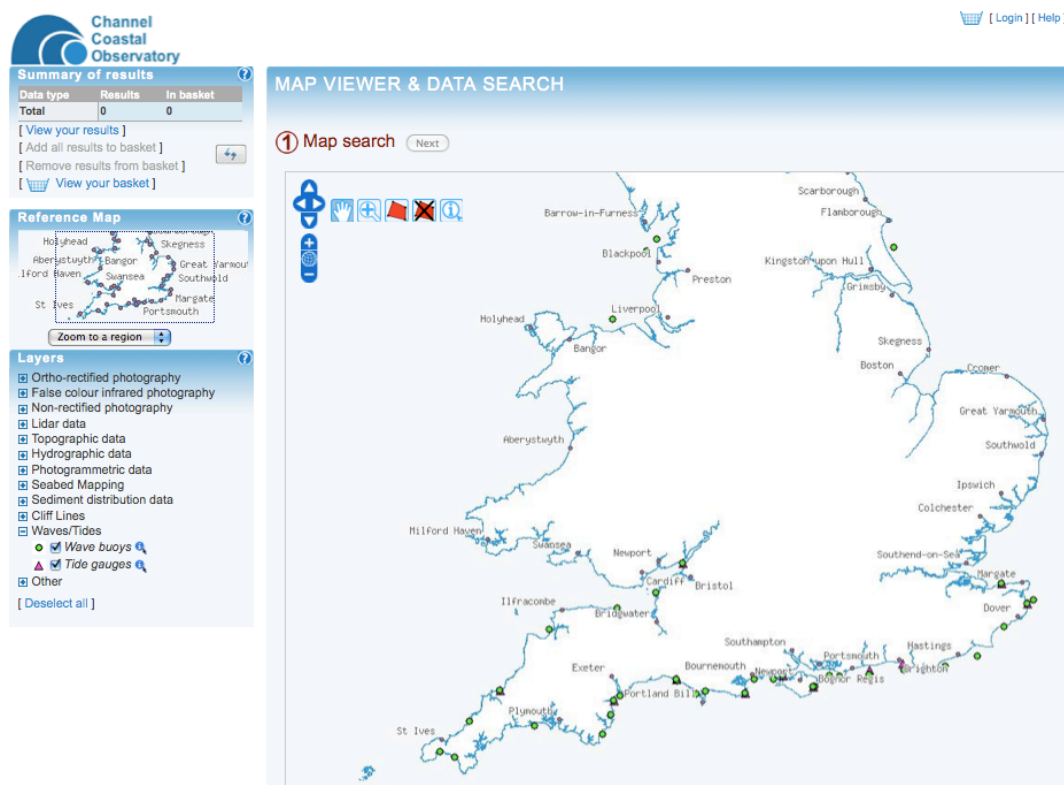 Channel
Coastal
Observatory
[ Login ] [ Help ]
Summary of results
Data type Results In basket
Total 0 0
[ View your results ]
[ Add all results to basket ]
[ Remove results from basket ]
[ View your basket ]
Reference Map
Holyhead
Skegness
Aberystwyth
Bangor
Great Yarmout
ilford Haven
Swansea
Southwold
St Ives
Margate
Portsmouth
Zoom to a region
Layers
Ortho-rectified photography
False colour infrared photography
Non-rectified photography
Lidar data
Topographic data
Hydrographic data
Photogrammetric data
Seabed Mapping
Sediment distribution data
Cliff Lines
Waves/Tides
Wave buoys
Tide gauges
Other
[ Deselect all ]
MAP VIEWER & DATA SEARCH
1 Map search Next
Scarborough
Barrow-in-Furness
Flamborough
Blackpool
Kingston upon Hull
Preston
Grimsby
Liverpool
Holyhead
Bangor
Skegness
Boston
Cromer
Great Yarmouth
Aberystwyth
Southwold
Ipswich
Colchester
Milford Haven
Swansea
Newport
Southend-on-Sea
Cardiff
Bristol
Margate
Ilfracombe
Bridgwater
Dover
Southampton
Portsmouth
Hastings
Exeter
Bournemouth
Newport
Brighton
Bognor Regis
Portland Bill
Plymouth
St Ives